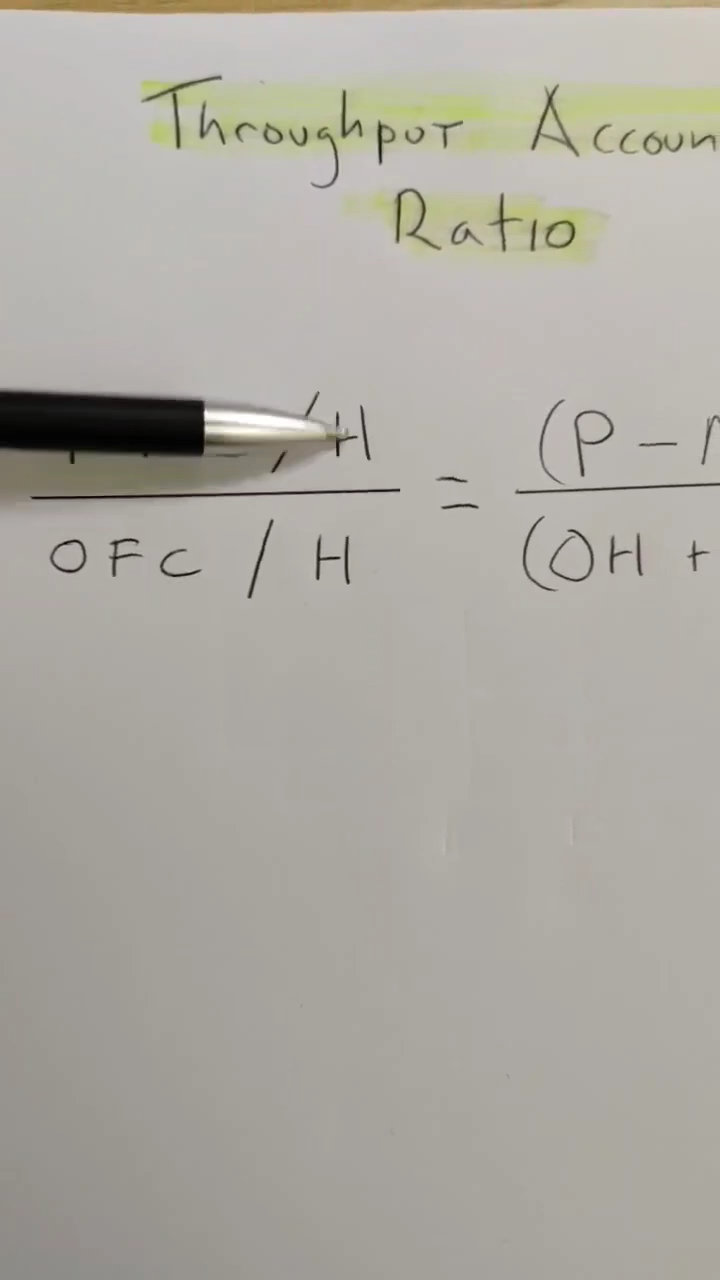 Throughput Accoun
Ratio
/H = (P -
OFC / H (OH +